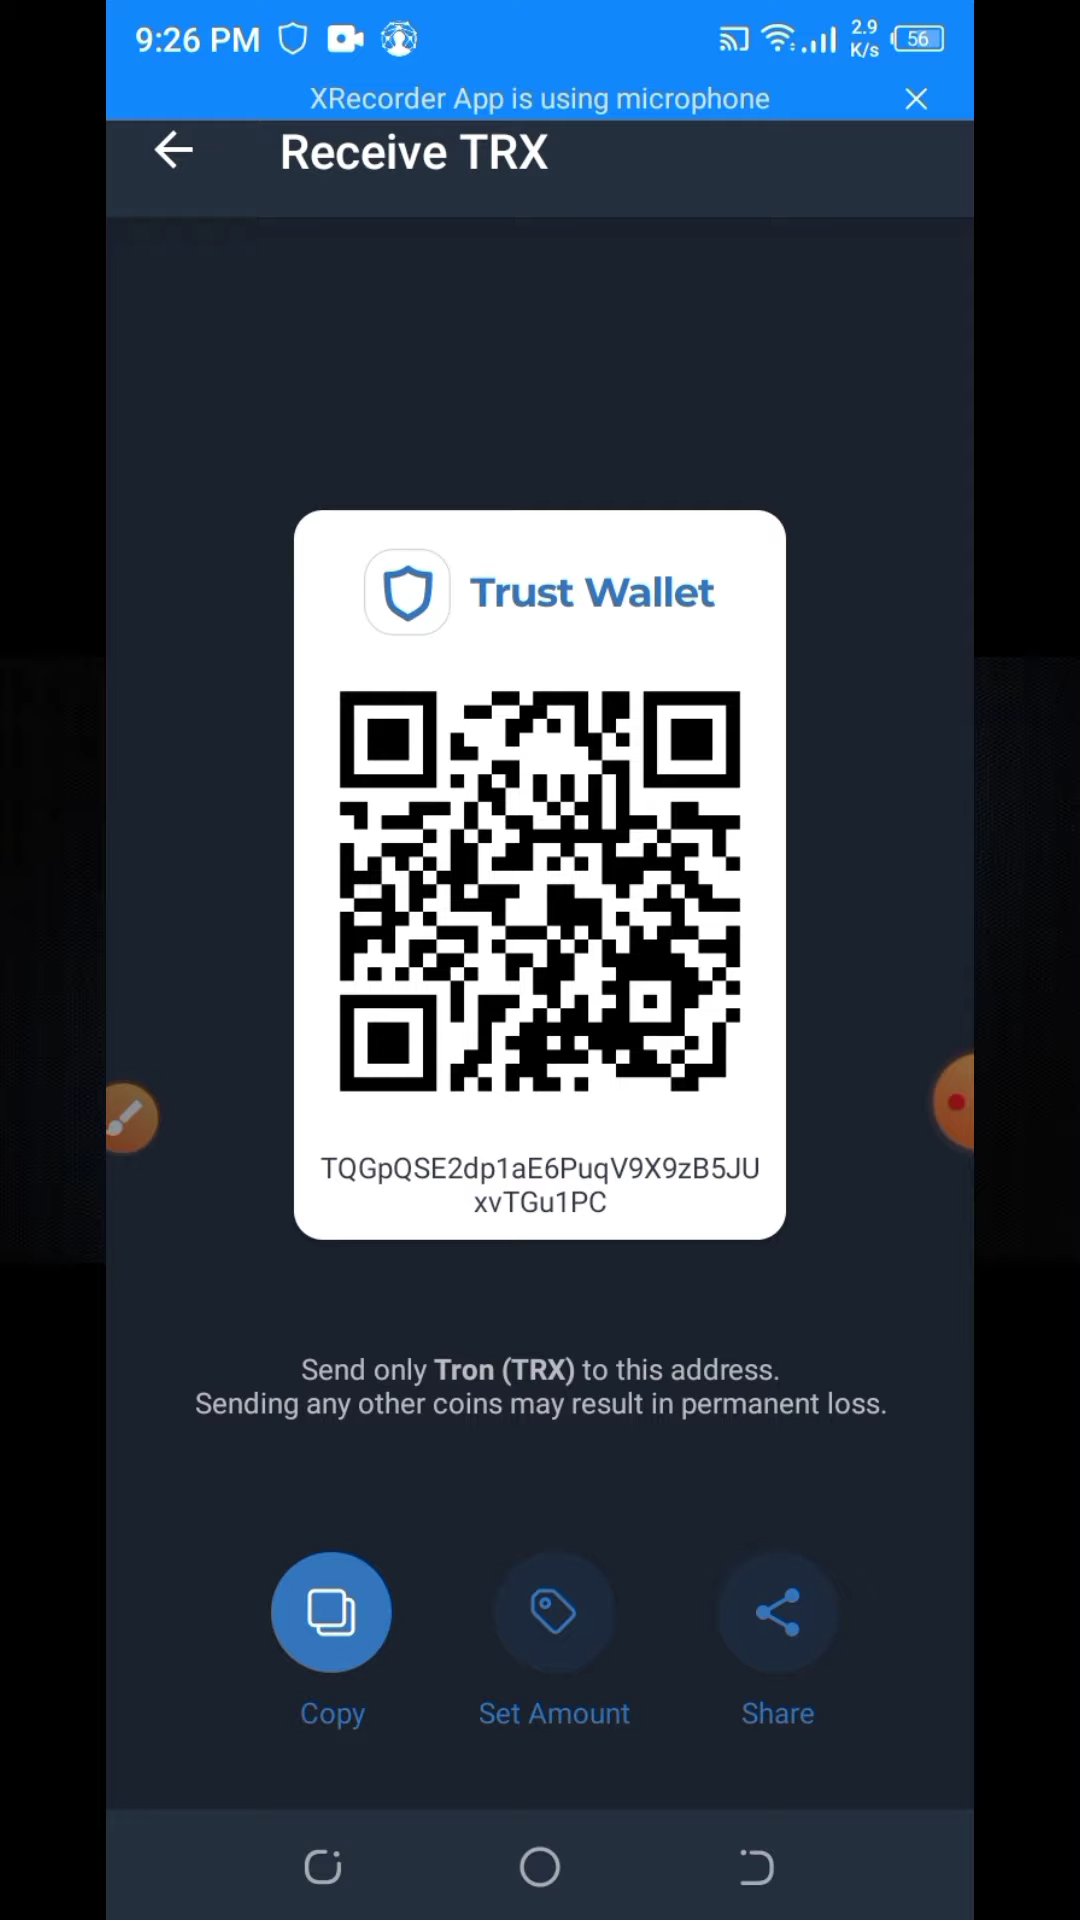 9:26 PM
2.9
K/s
56
XRecorder App is using microphone
Receive TRX
Trust Wallet
TQGpQSE2dp1aE6PuqV9X9zB5JU
xvTGu1PC
Send only Tron (TRX) to this address.
Sending any other coins may result in permanent loss.
Copy
Set Amount
Share